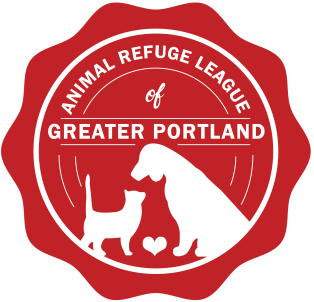 ANIMAL REFUGE LEAGUE
of
GREATER PORTLAND